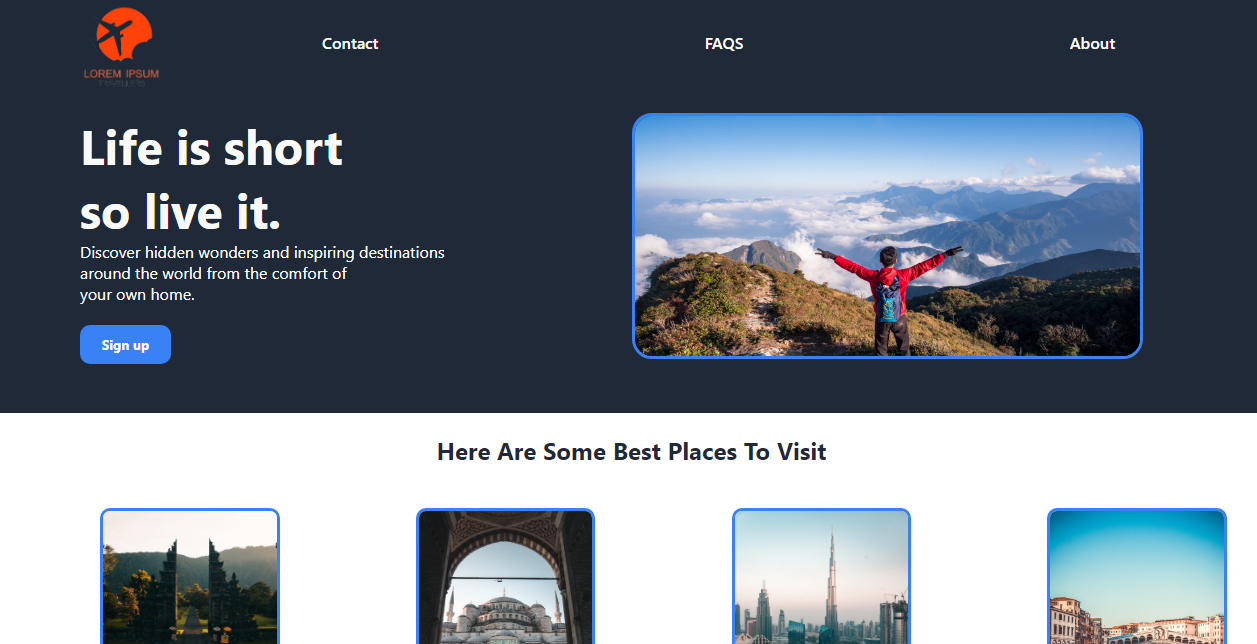 LOREM IPSUM
Contact
FAQS
About
Life is short
so live it.
Discover hidden wonders and inspiring destinations
around the world from the comfort of
your own home.
Sign up
Here Are Some Best Places To Visit